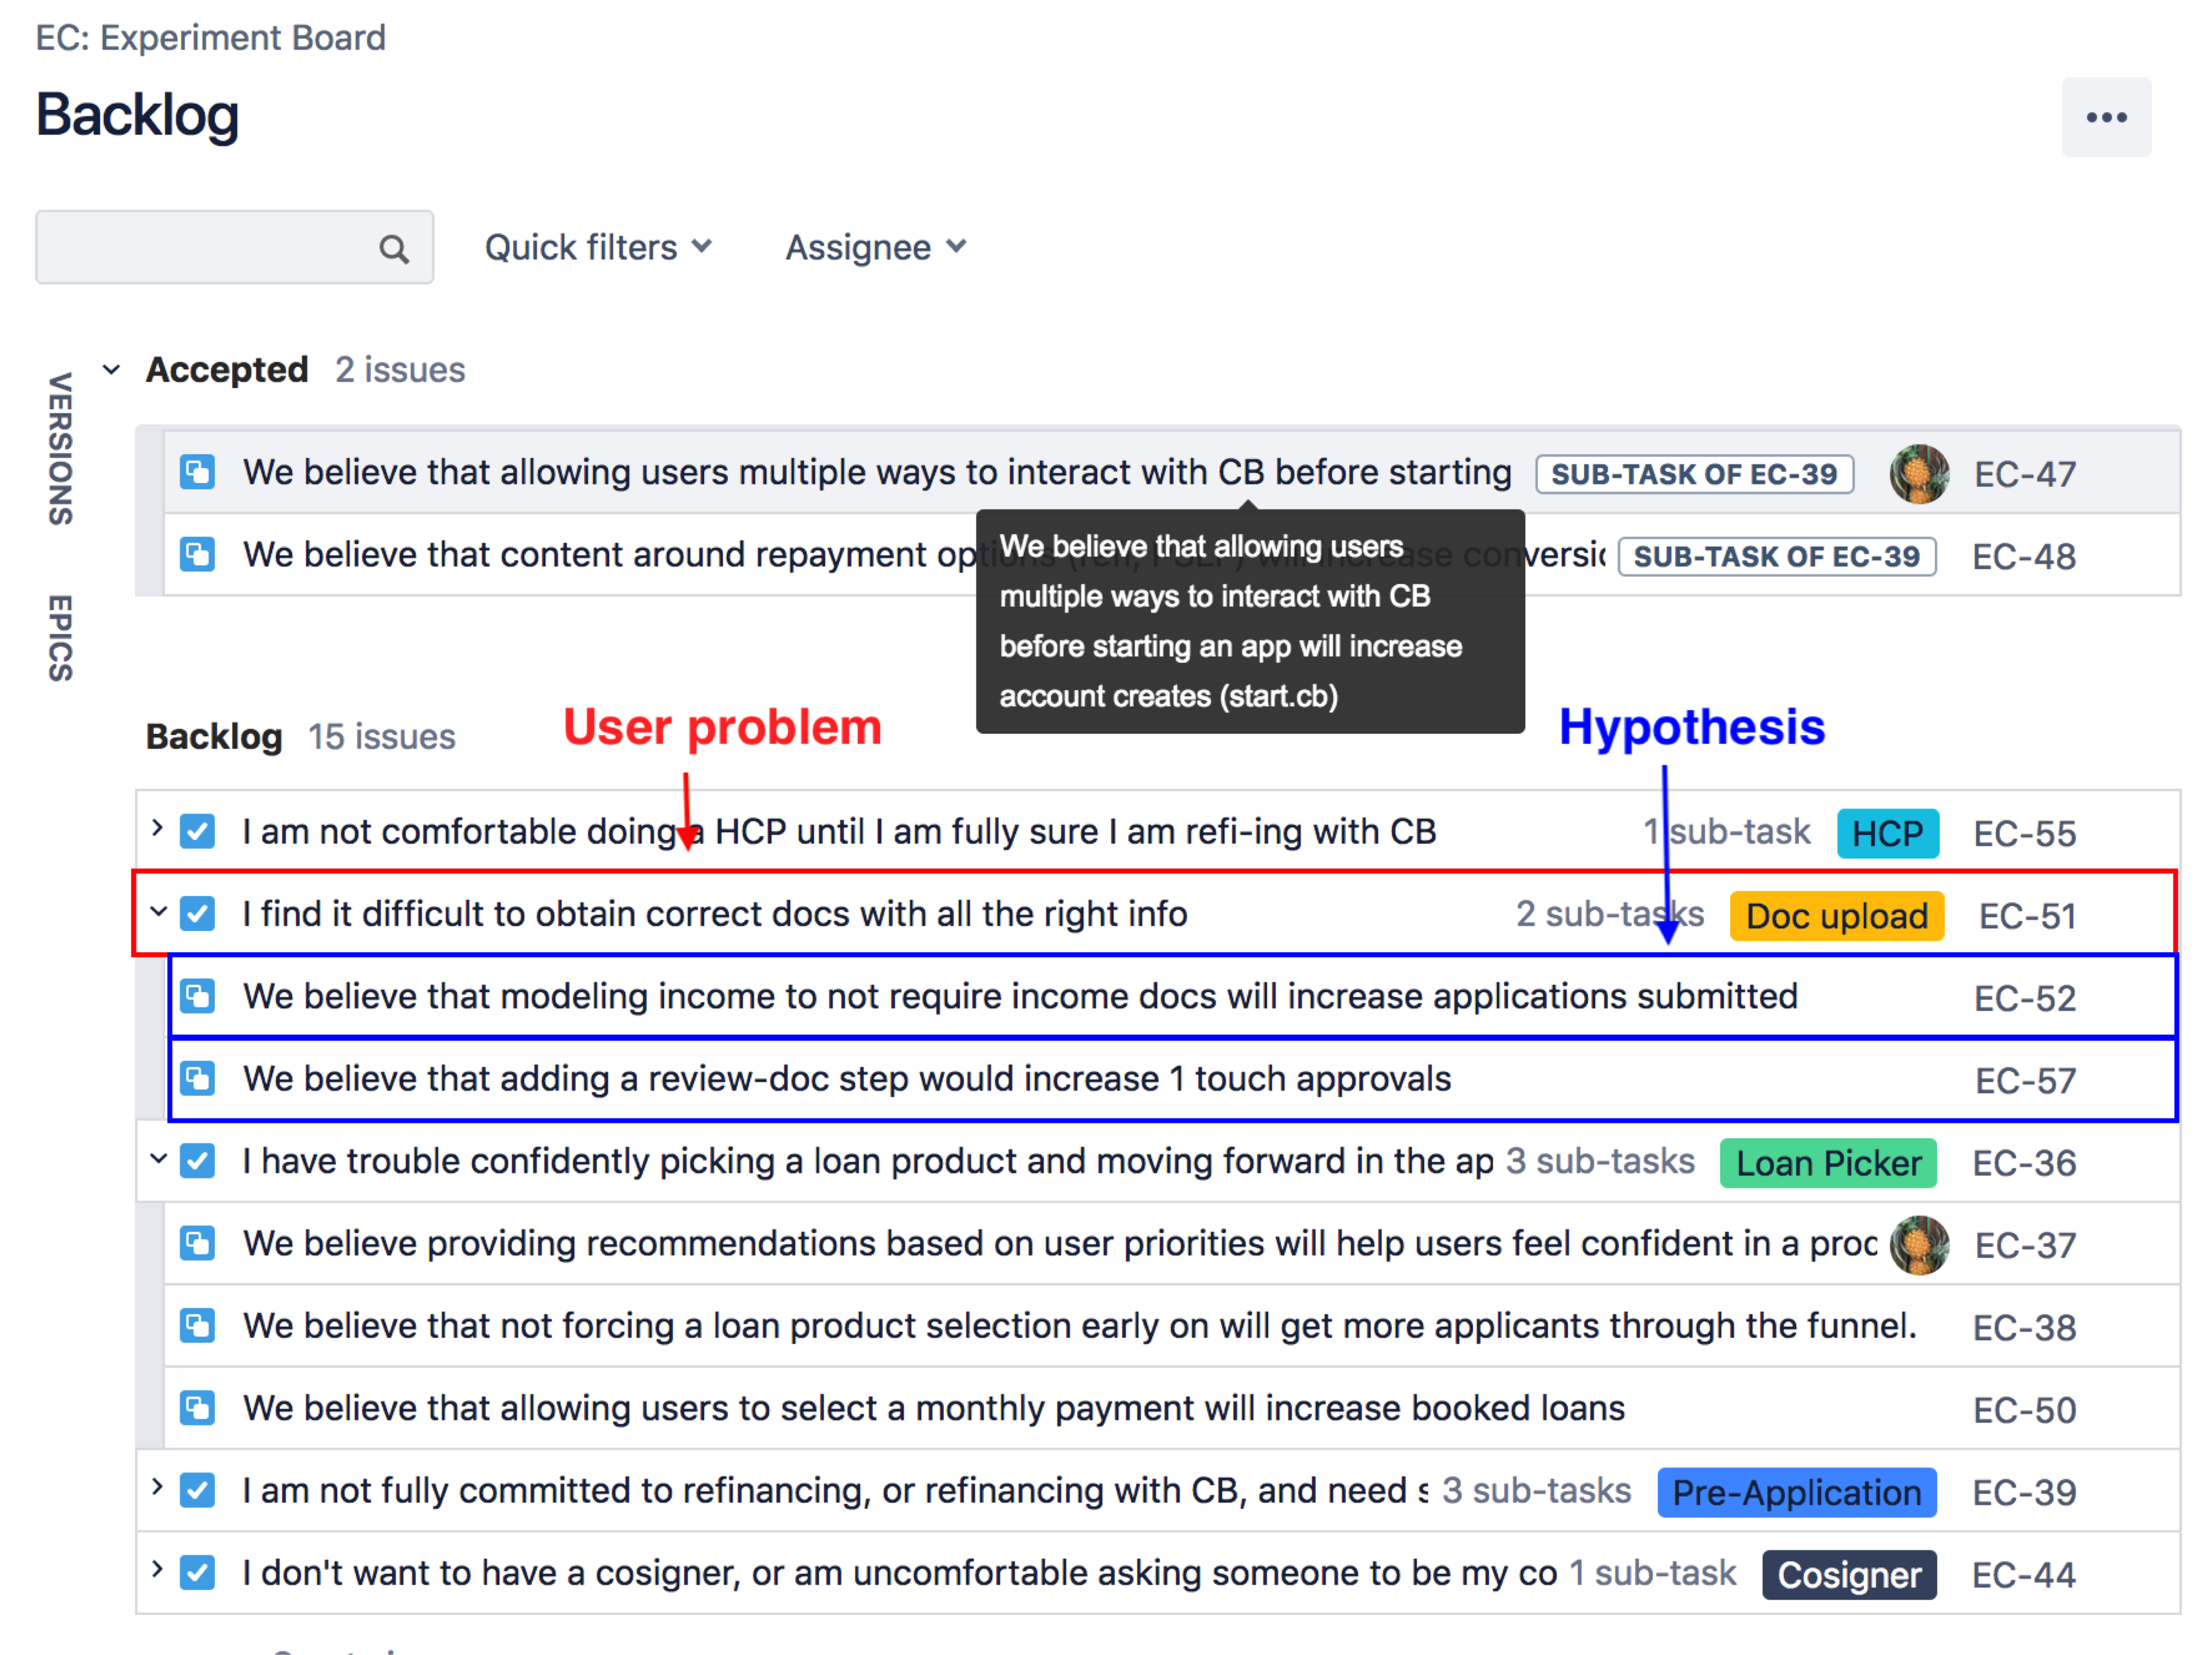 EC: Experiment Board
Backlog
Quick filters
Assignee
VERSIONS
EPICS
Accepted 2 issues
We believe that allowing users multiple ways to interact with CB before starting SUB-TASK OF EC-39 EC-47
We believe that content around repayment op SUB-TASK OF EC-39 EC-48
We believe that allowing users
multiple ways to interact with CB
before starting an app will increase
account creates (start.cb)
User problem
Hypothesis
Backlog 15 issues
I am not comfortable doing a HCP until I am fully sure I am refi-ing with CB 1 sub-task HCP EC-55
I find it difficult to obtain correct docs with all the right info 2 sub-tasks Doc upload EC-51
We believe that modeling income to not require income docs will increase applications submitted EC-52
We believe that adding a review-doc step would increase 1 touch approvals EC-57
I have trouble confidently picking a loan product and moving forward in the ap 3 sub-tasks Loan Picker EC-36
We believe providing recommendations based on user priorities will help users feel confident in a proc EC-37
We believe that not forcing a loan product selection early on will get more applicants through the funnel. EC-38
We believe that allowing users to select a monthly payment will increase booked loans EC-50
I am not fully committed to refinancing, or refinancing with CB, and need s 3 sub-tasks Pre-Application EC-39
I don't want to have a cosigner, or am uncomfortable asking someone to be my co 1 sub-task Cosigner EC-44